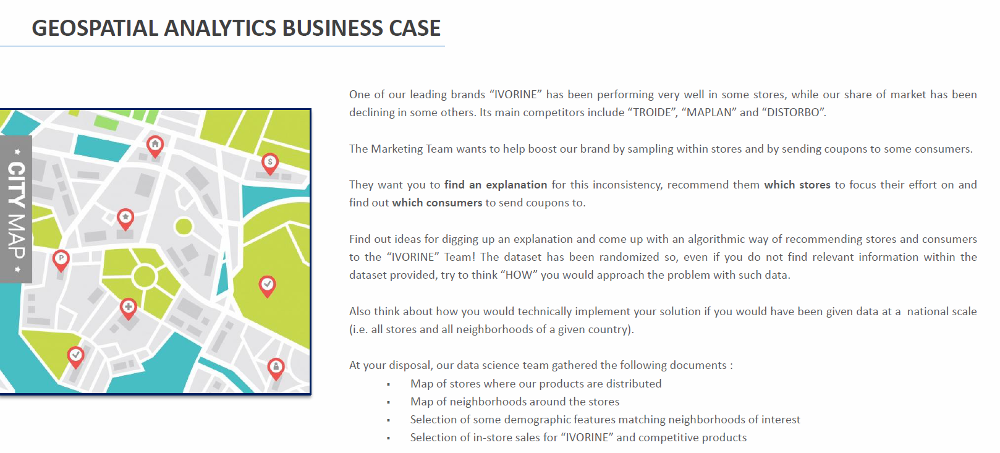 GEOSPATIAL ANALYTICS BUSINESS CASE
CITY MAP
$
P
One of our leading brands “IVORINE” has been performing very well in some stores, while our share of market has been
declining in some others. Its main competitors include “TROIDE”, “MAPLAN” and “DISTORBO”.
The Marketing Team wants to help boost our brand by sampling within stores and by sending coupons to some consumers.
They want you to find an explanation for this inconsistency, recommend them which stores to focus their effort on and
find out which consumers to send coupons to.
Find out ideas for digging up an explanation and come up with an algorithmic way of recommending stores and consumers
to the “IVORINE” Team! The dataset has been randomized so, even if you do not find relevant information within the
dataset provided, try to think “HOW” you would approach the problem with such data.
Also think about how you would technically implement your solution if you would have been given data at a national scale
(i.e. all stores and all neighborhoods of a given country).
At your disposal, our data science team gathered the following documents :
▪ Map of stores where our products are distributed
▪ Map of neighborhoods around the stores
▪ Selection of some demographic features matching neighborhoods of interest
▪ Selection of in-store sales for “IVORINE” and competitive products